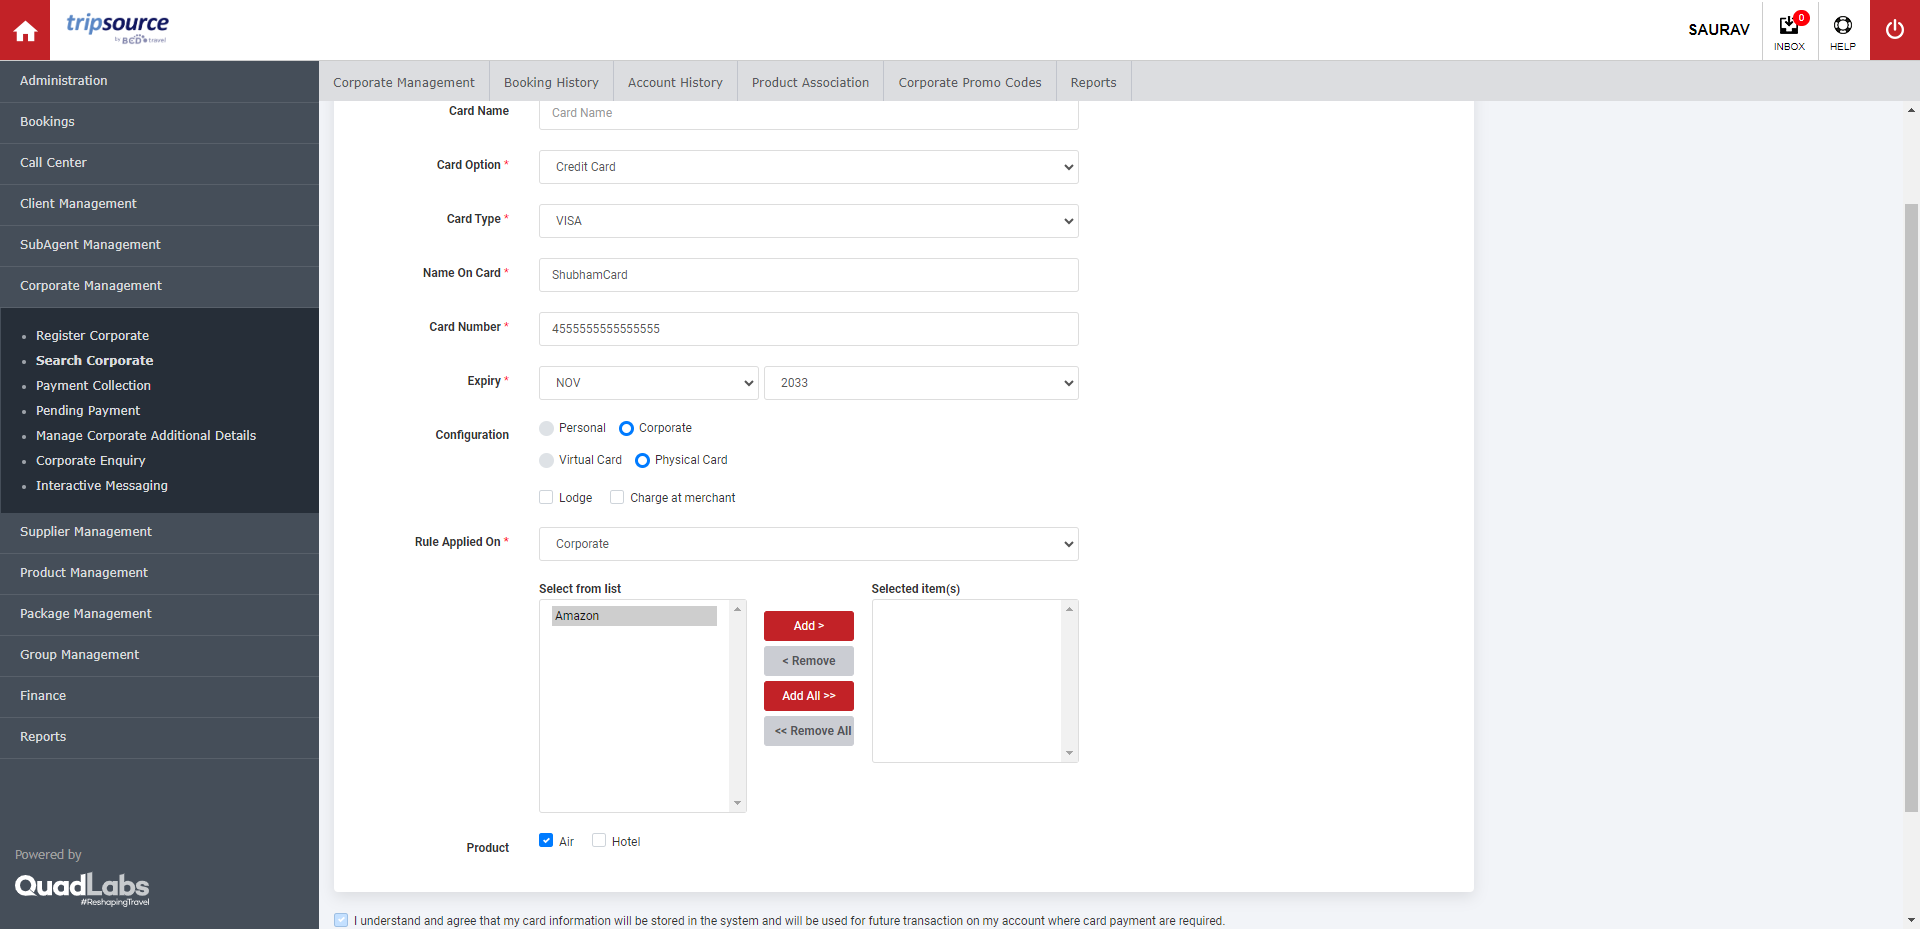 tripsource
by BCD travel
SAURAV
0
INBOX
HELP
Administration
Bookings
Call Center
Client Management
SubAgent Management
Corporate Management
Register Corporate
Search Corporate
Payment Collection
Pending Payment
Manage Corporate Additional Details
Corporate Enquiry
Interactive Messaging
Supplier Management
Product Management
Package Management
Group Management
Finance
Reports
Powered by
QuadLabs
#ReshapingTravel
Corporate Management
Booking History
Account History
Product Association
Corporate Promo Codes
Reports
Card Name
Card Name
Card Option *
Credit Card
Card Type *
VISA
Name On Card *
ShubhamCard
Card Number *
4555555555555555
Expiry *
NOV
2033
Configuration
Personal
Corporate
Virtual Card
Physical Card
Lodge
Charge at merchant
Rule Applied On *
Corporate
Select from list
Selected item(s)
Amazon
Add >
< Remove
Add All >>
<< Remove All
Product
Air
Hotel
I understand and agree that my card information will be stored in the system and will be used for future transaction on my account where card payment are required.